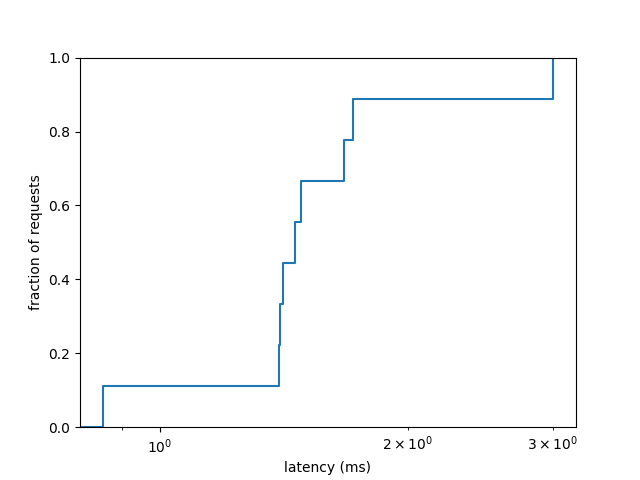 1.0
0.8
0.6
0.4
0.2
0.0
fraction of requests
10⁰
2 × 10⁰
3 × 10⁰
latency (ms)